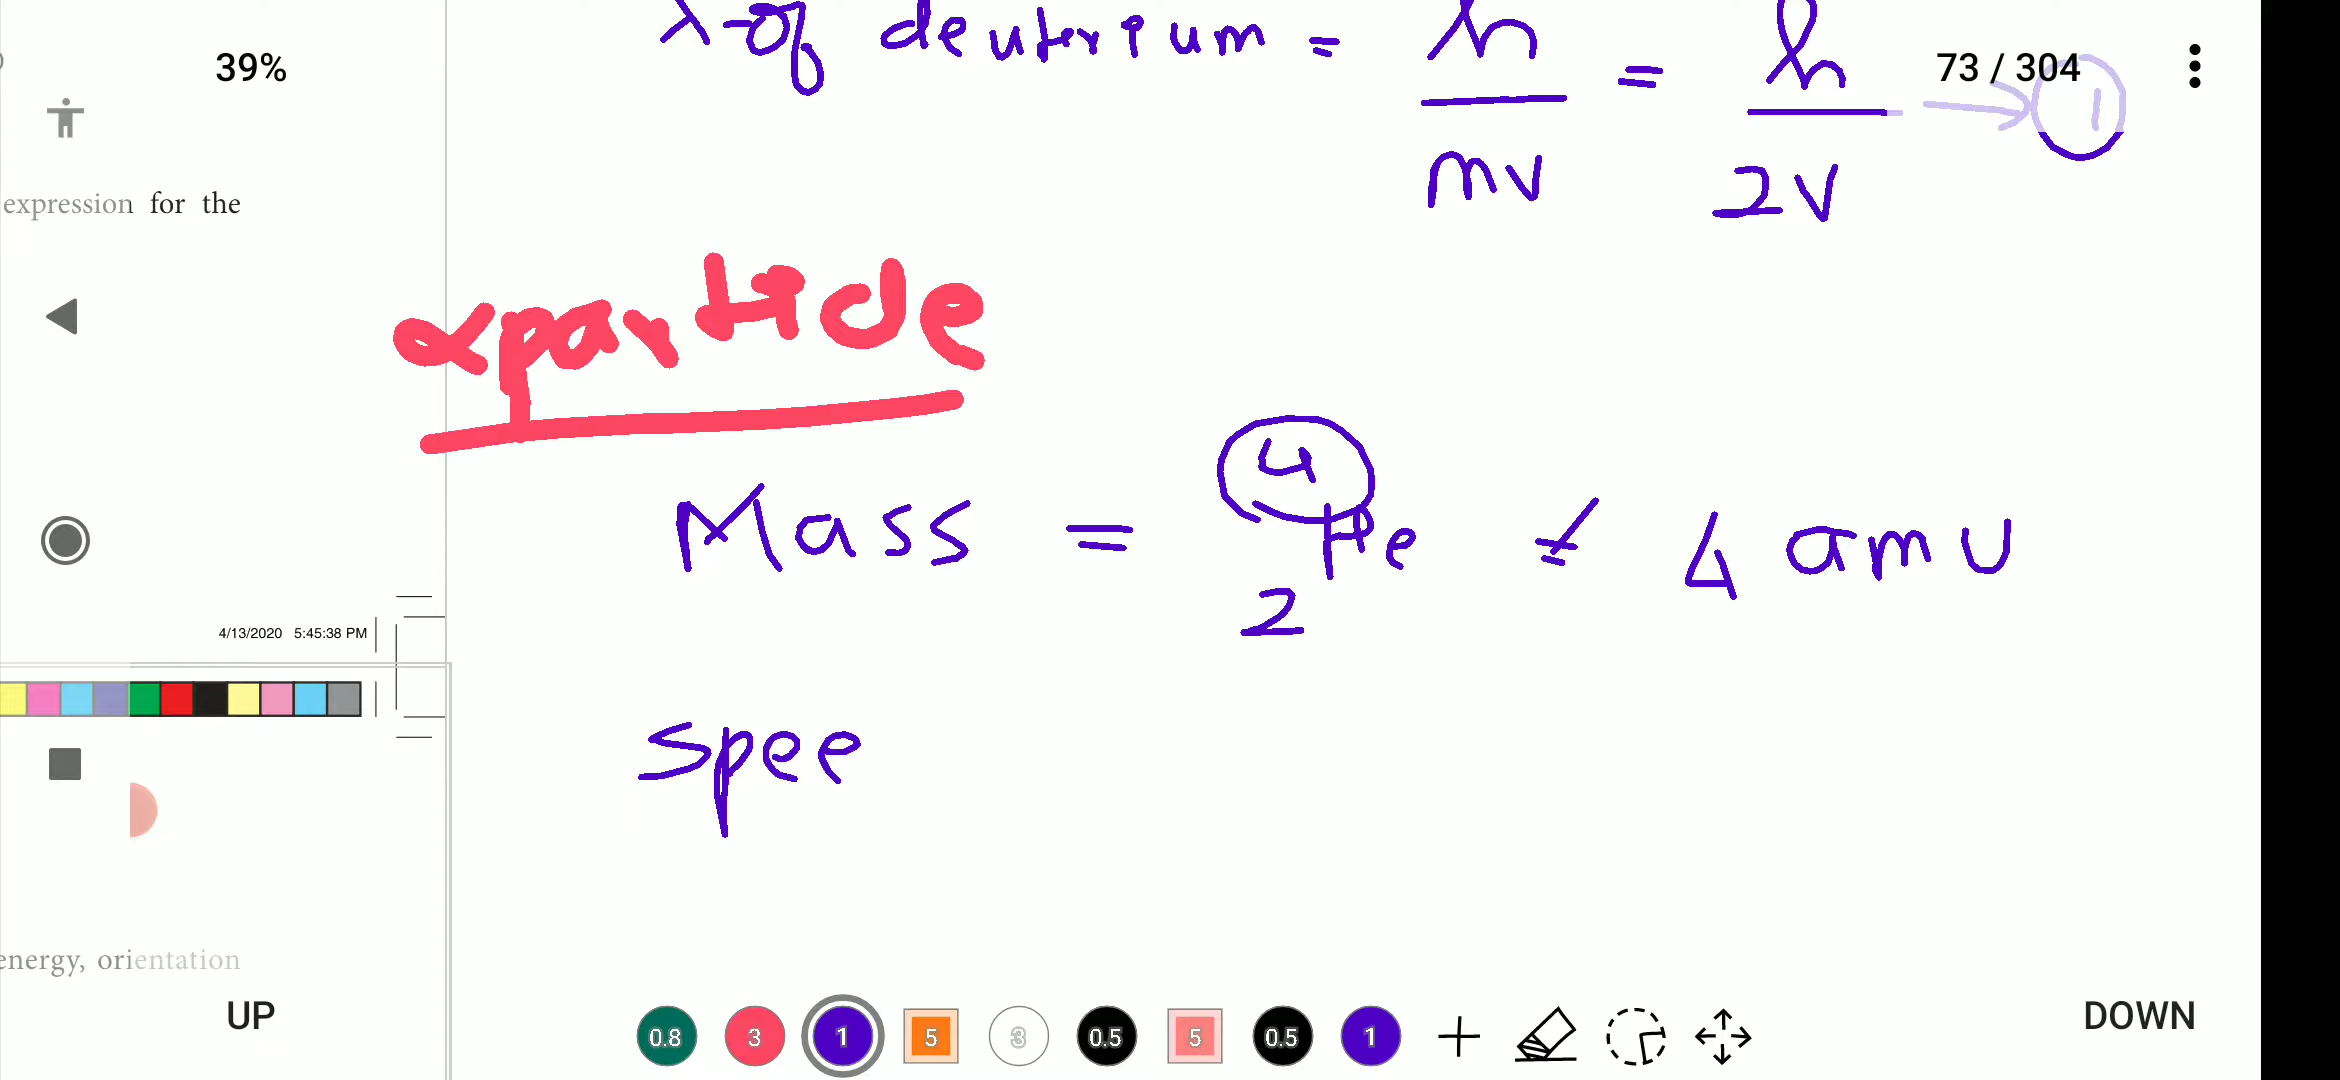 λ of deuterium = h/mv = h/2v → 1
39%
73 / 304
expression for the
α particle
Mass = ⁴₂He = 4 amu
4/13/2020 5:45:38 PM
Spee
energy, orientation
UP
DOWN
0.8 3 1 5 3 0.5 5 0.5 1